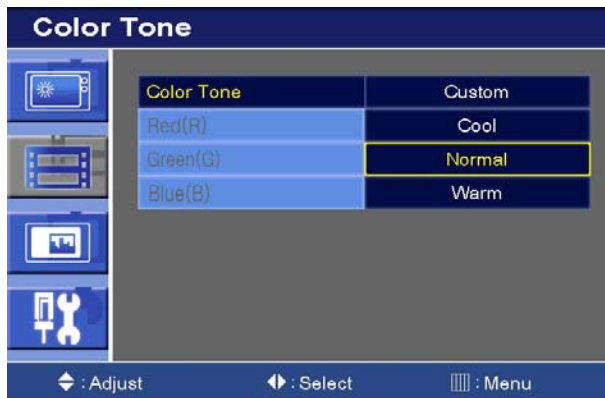 Color Tone
Color Tone Custom
Red(R) Cool
Green(G) Normal
Blue(B) Warm
: Adjust : Select : Menu